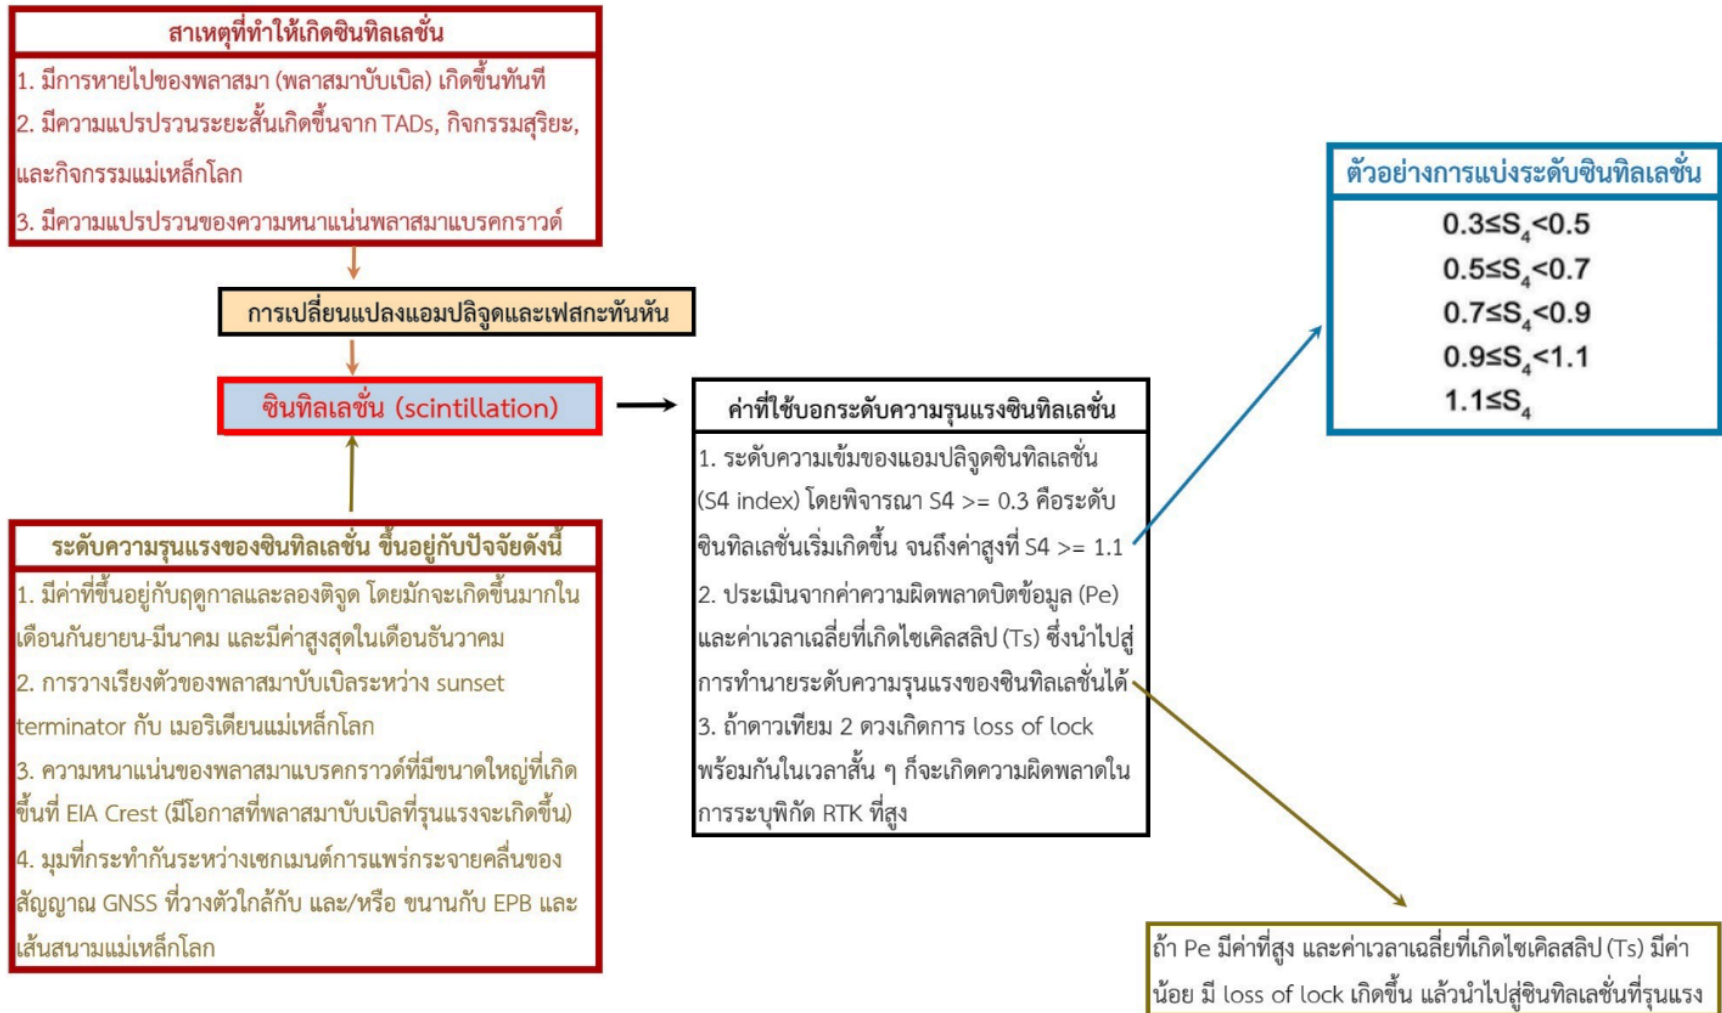 สาเหตุที่ทำให้เกิดซินทิลเลชั่น
1. มีการหายไปของพลาสมา (พลาสมาบับเบิล) เกิดขึ้นทันที
2. มีความแปรปรวนระยะสั้นเกิดขึ้นจาก TADs, กิจกรรมสุริยะ,
และกิจกรรมแม่เหล็กโลก
3. มีความแปรปรวนของความหนาแน่นพลาสมาแบรคกราวด์
การเปลี่ยนแปลงแอมปลิจูดและเฟสกะทันหัน
ซินทิลเลชั่น (scintillation)
ระดับความรุนแรงของซินทิลเลชั่น ขึ้นอยู่กับปัจจัยดังนี้
1. มีค่าที่ขึ้นอยู่กับฤดูกาลและลองติจูด โดยมักจะเกิดขึ้นมากใน
เดือนกันยายน-มีนาคม และมีค่าสูงสุดในเดือนธันวาคม
2. การวางเรียงตัวของพลาสมาบับเบิลระหว่าง sunset
terminator กับ เมอริเดียนแม่เหล็กโลก
3. ความหนาแน่นของพลาสมาแบรคกราวด์ที่มีขนาดใหญ่ที่เกิด
ขึ้นที่ EIA Crest (มีโอกาสที่พลาสมาบับเบิลที่รุนแรงจะเกิดขึ้น)
4. มุมที่กระทำกันระหว่างเซกเมนต์การแพร่กระจายคลื่นของ
สัญญาณ GNSS ที่วางตัวใกล้กับ และ/หรือ ขนานกับ EPB และ
เส้นสนามแม่เหล็กโลก
ค่าที่ใช้บอกระดับความรุนแรงซินทิลเลชั่น
1. ระดับความเข้มของแอมปลิจูดซินทิลเลชั่น
(S4 index) โดยพิจารณา S4 >= 0.3 คือระดับ
ซินทิลเลชั่นเริ่มเกิดขึ้น จนถึงค่าสูงที่ S4 >= 1.1
2. ประเมินจากค่าความผิดพลาดบิตข้อมูล (Pe)
และค่าเวลาเฉลี่ยที่เกิดไซเคิลสลิป (Ts) ซึ่งนำไปสู่
การทำนายระดับความรุนแรงของซินทิลเลชั่นได้
3. ถ้าดาวเทียม 2 ดวงเกิดการ loss of lock
พร้อมกันในเวลาสั้น ๆ ก็จะเกิดความผิดพลาดใน
การระบุพิกัด RTK ที่สูง
ตัวอย่างการแบ่งระดับซินทิลเลชั่น
0.3≤S₄<0.5
0.5≤S₄<0.7
0.7≤S₄<0.9
0.9≤S₄<1.1
1.1≤S₄
ถ้า Pe มีค่าที่สูง และค่าเวลาเฉลี่ยที่เกิดไซเคิลสลิป (Ts) มีค่า
น้อย มี loss of lock เกิดขึ้น แล้วนำไปสู่ซินทิลเลชั่นที่รุนแรง